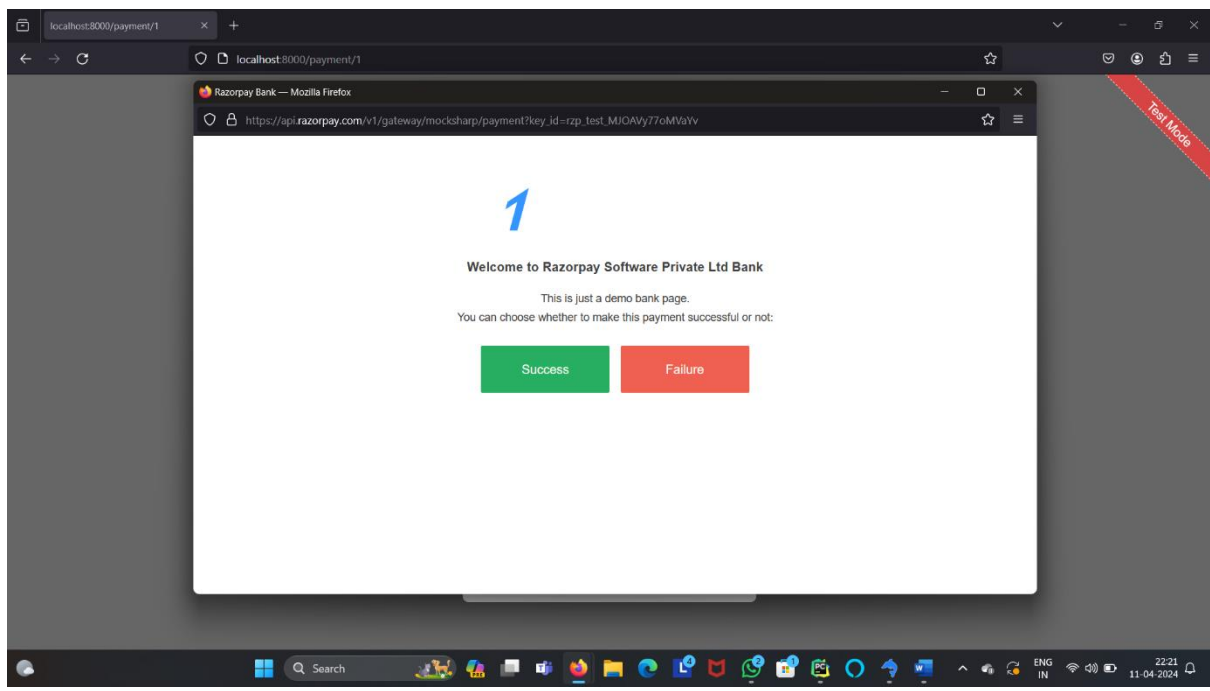 localhost:8000/payment/1
localhost:8000/payment/1
Razorpay Bank — Mozilla Firefox
https://api.razorpay.com/v1/gateway/mocksharp/payment?key_id=rzp_test_MJOAVy77oMVaYv
Test Mode
1
Welcome to Razorpay Software Private Ltd Bank
This is just a demo bank page.
You can choose whether to make this payment successful or not:
Success
Failure
Search
ENG
IN
22:21
11-04-2024